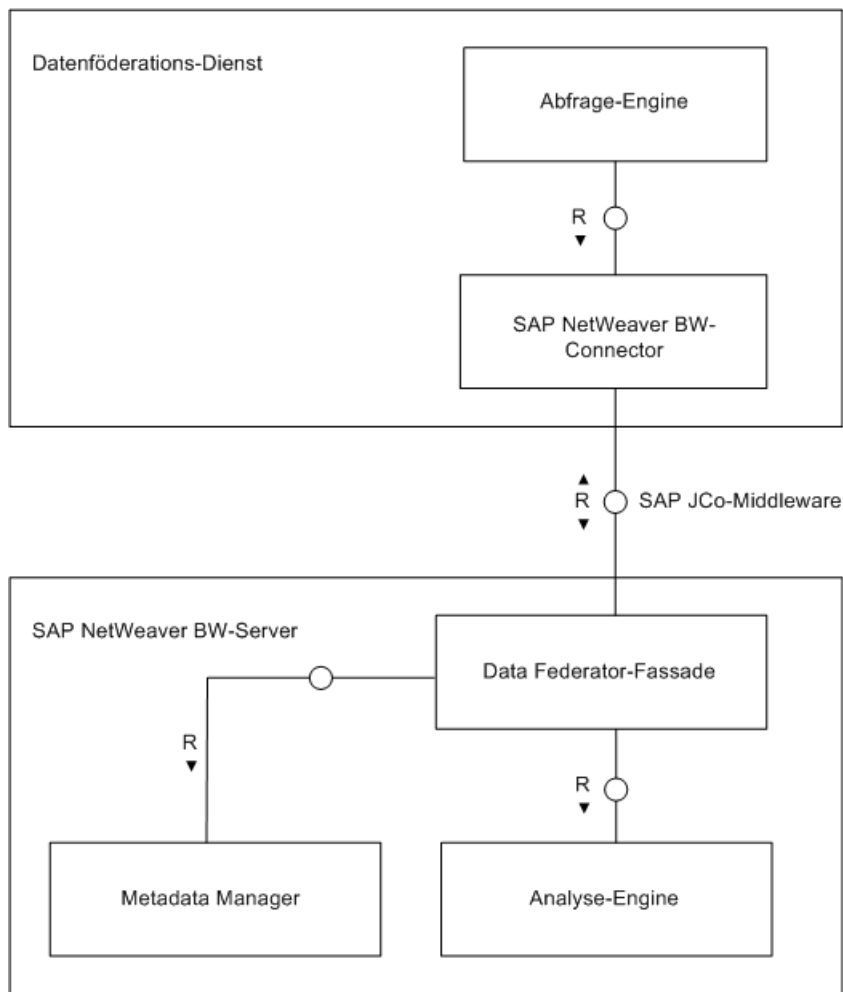 Datenföderations-Dienst
Abfrage-Engine
R
▼
SAP NetWeaver BW-
Connector
▲
R
▼
SAP JCo-Middleware
SAP NetWeaver BW-Server
Data Federator-Fassade
R
▼
R
▼
Metadata Manager
Analyse-Engine